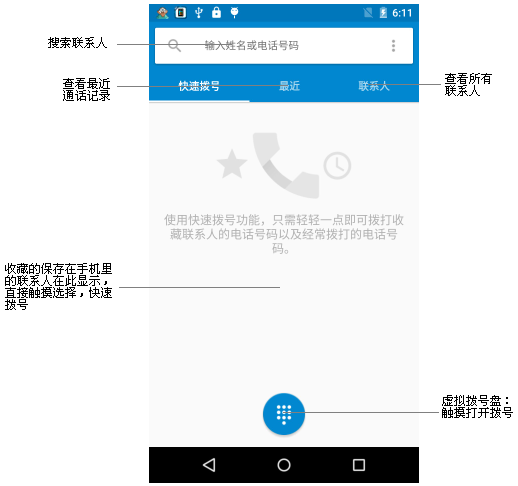 6:11
搜索联系人
输入姓名或电话号码
查看最近
通话记录
快速拨号
最近
联系人
查看所有
联系人
使用快速拨号功能，只需轻轻一点即可拨打收
藏联系人的电话号码以及经常拨打的电话号
码。
收藏的保存在手机里
的联系人在此显示，
直接触摸选择，快速
拨号
虚拟拨号盘：
触摸打开拨号